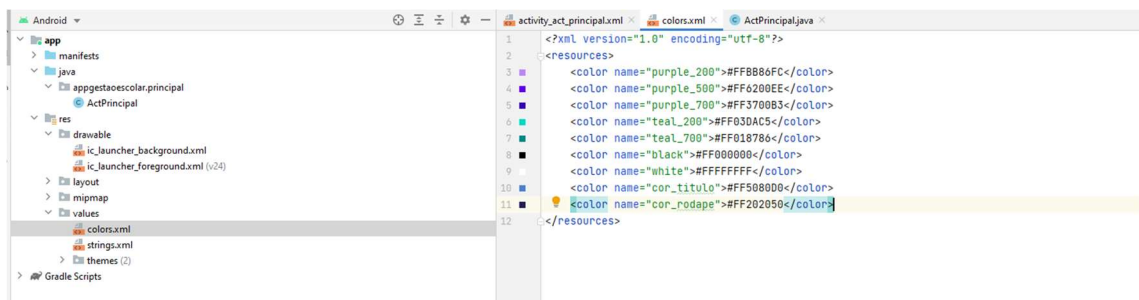 Android
app
manifests
java
appgestaoescolar.principal
ActPrincipal
res
drawable
ic_launcher_background.xml
ic_launcher_foreground.xml (v24)
layout
mipmap
values
colors.xml
strings.xml
themes (2)
Gradle Scripts
activity_act_principal.xml × colors.xml × ActPrincipal.java ×
1 <?xml version="1.0" encoding="utf-8"?>
2 <resources>
3 <color name="purple_200">#FFBB86FC</color>
4 <color name="purple_500">#FF6200EE</color>
5 <color name="purple_700">#FF3700B3</color>
6 <color name="teal_200">#FF03DAC5</color>
7 <color name="teal_700">#FF018786</color>
8 <color name="black">#FF000000</color>
9 <color name="white">#FFFFFFFF</color>
10 <color name="cor_titulo">#FF5080D0</color>
11 <color name="cor_rodape">#FF202050</color>
12 </resources>